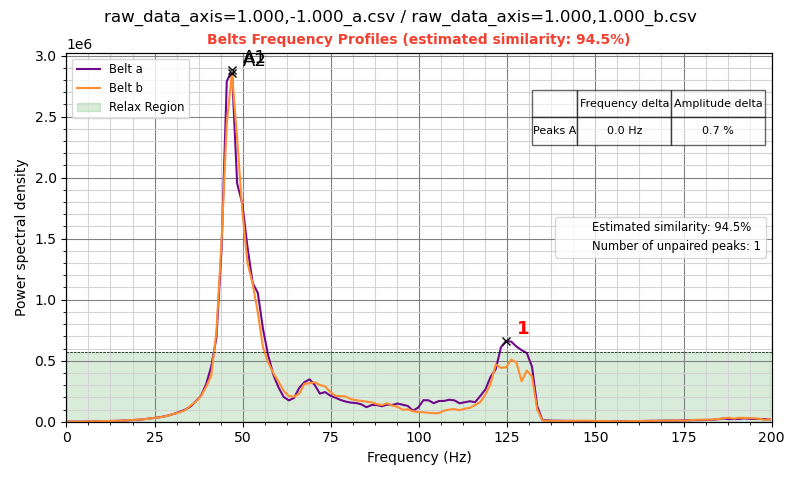 raw_data_axis=1.000,-1.000_a.csv / raw_data_axis=1.000,1.000_b.csv
Belts Frequency Profiles (estimated similarity: 94.5%)
1e6
3.0
2.5
2.0
1.5
1.0
0.5
0.0
Power spectral density
Belt a
Belt b
Relax Region
A2
Frequency delta Amplitude delta
Peaks A 0.0 Hz 0.7 %
Estimated similarity: 94.5%
Number of unpaired peaks: 1
1
0 25 50 75 100 125 150 175 200
Frequency (Hz)